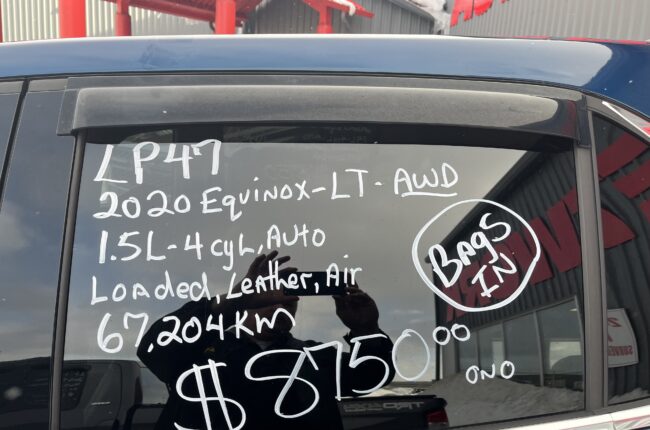 LP47
2020 Equinox-LT-AWD
1.5L-4cyl, Auto
Loaded, Leather, Air
67,204 Km
Bags
IN
$8750.00
ONO